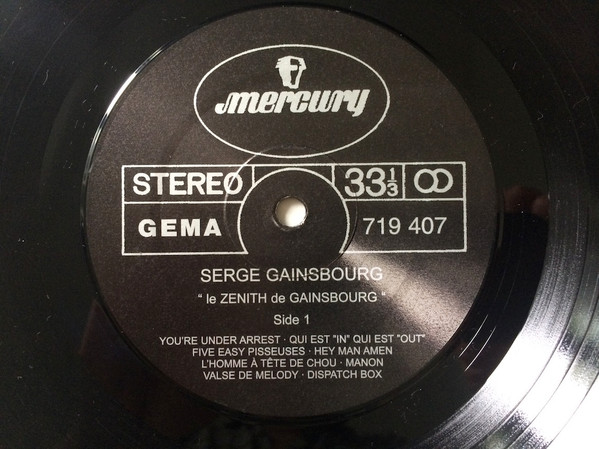 mercury
STEREO 33⅓ ꝏ
GEMA 719 407
SERGE GAINSBOURG
" le ZENITH de GAINSBOURG "
Side 1
YOU'RE UNDER ARREST · QUI EST "IN" QUI EST "OUT"
FIVE EASY PISSEUSES · HEY MAN AMEN
L'HOMME À TÊTE DE CHOU · MANON
VALSE DE MELODY · DISPATCH BOX